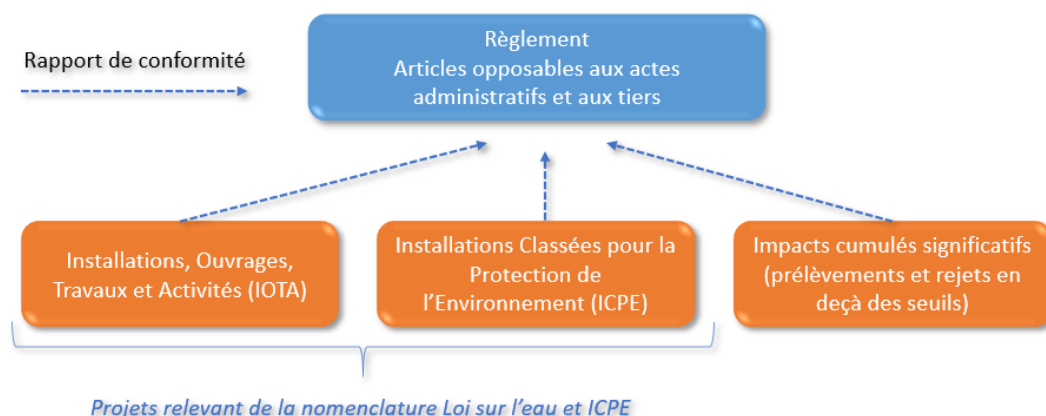 Rapport de conformité
Règlement
Articles opposables aux actes
administratifs et aux tiers
Installations, Ouvrages,
Travaux et Activités (IOTA)
Installations Classées pour la
Protection de
l'Environnement (ICPE)
Impacts cumulés significatifs
(prélèvements et rejets en
deçà des seuils)
Projets relevant de la nomenclature Loi sur l'eau et ICPE